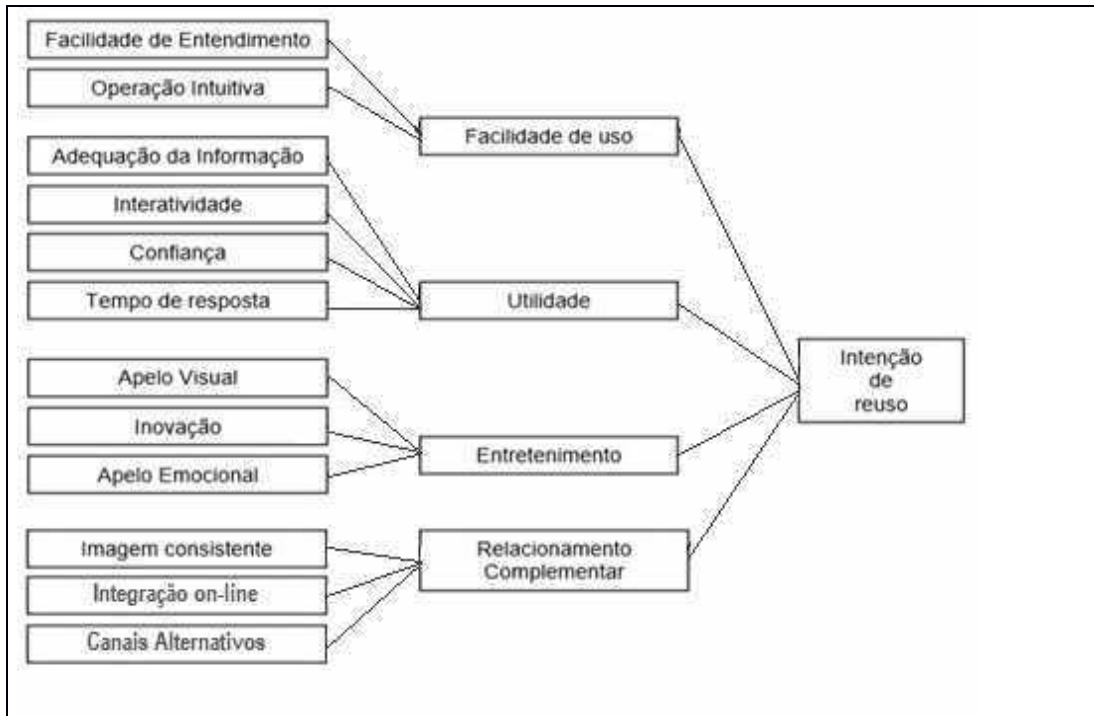 Facilidade de Entendimento
Operação Intuitiva
Facilidade de uso
Adequação da Informação
Interatividade
Confiança
Tempo de resposta
Utilidade
Intenção
de
reuso
Apelo Visual
Inovação
Apelo Emocional
Entretenimento
Imagem consistente
Integração on-line
Canais Alternativos
Relacionamento
Complementar